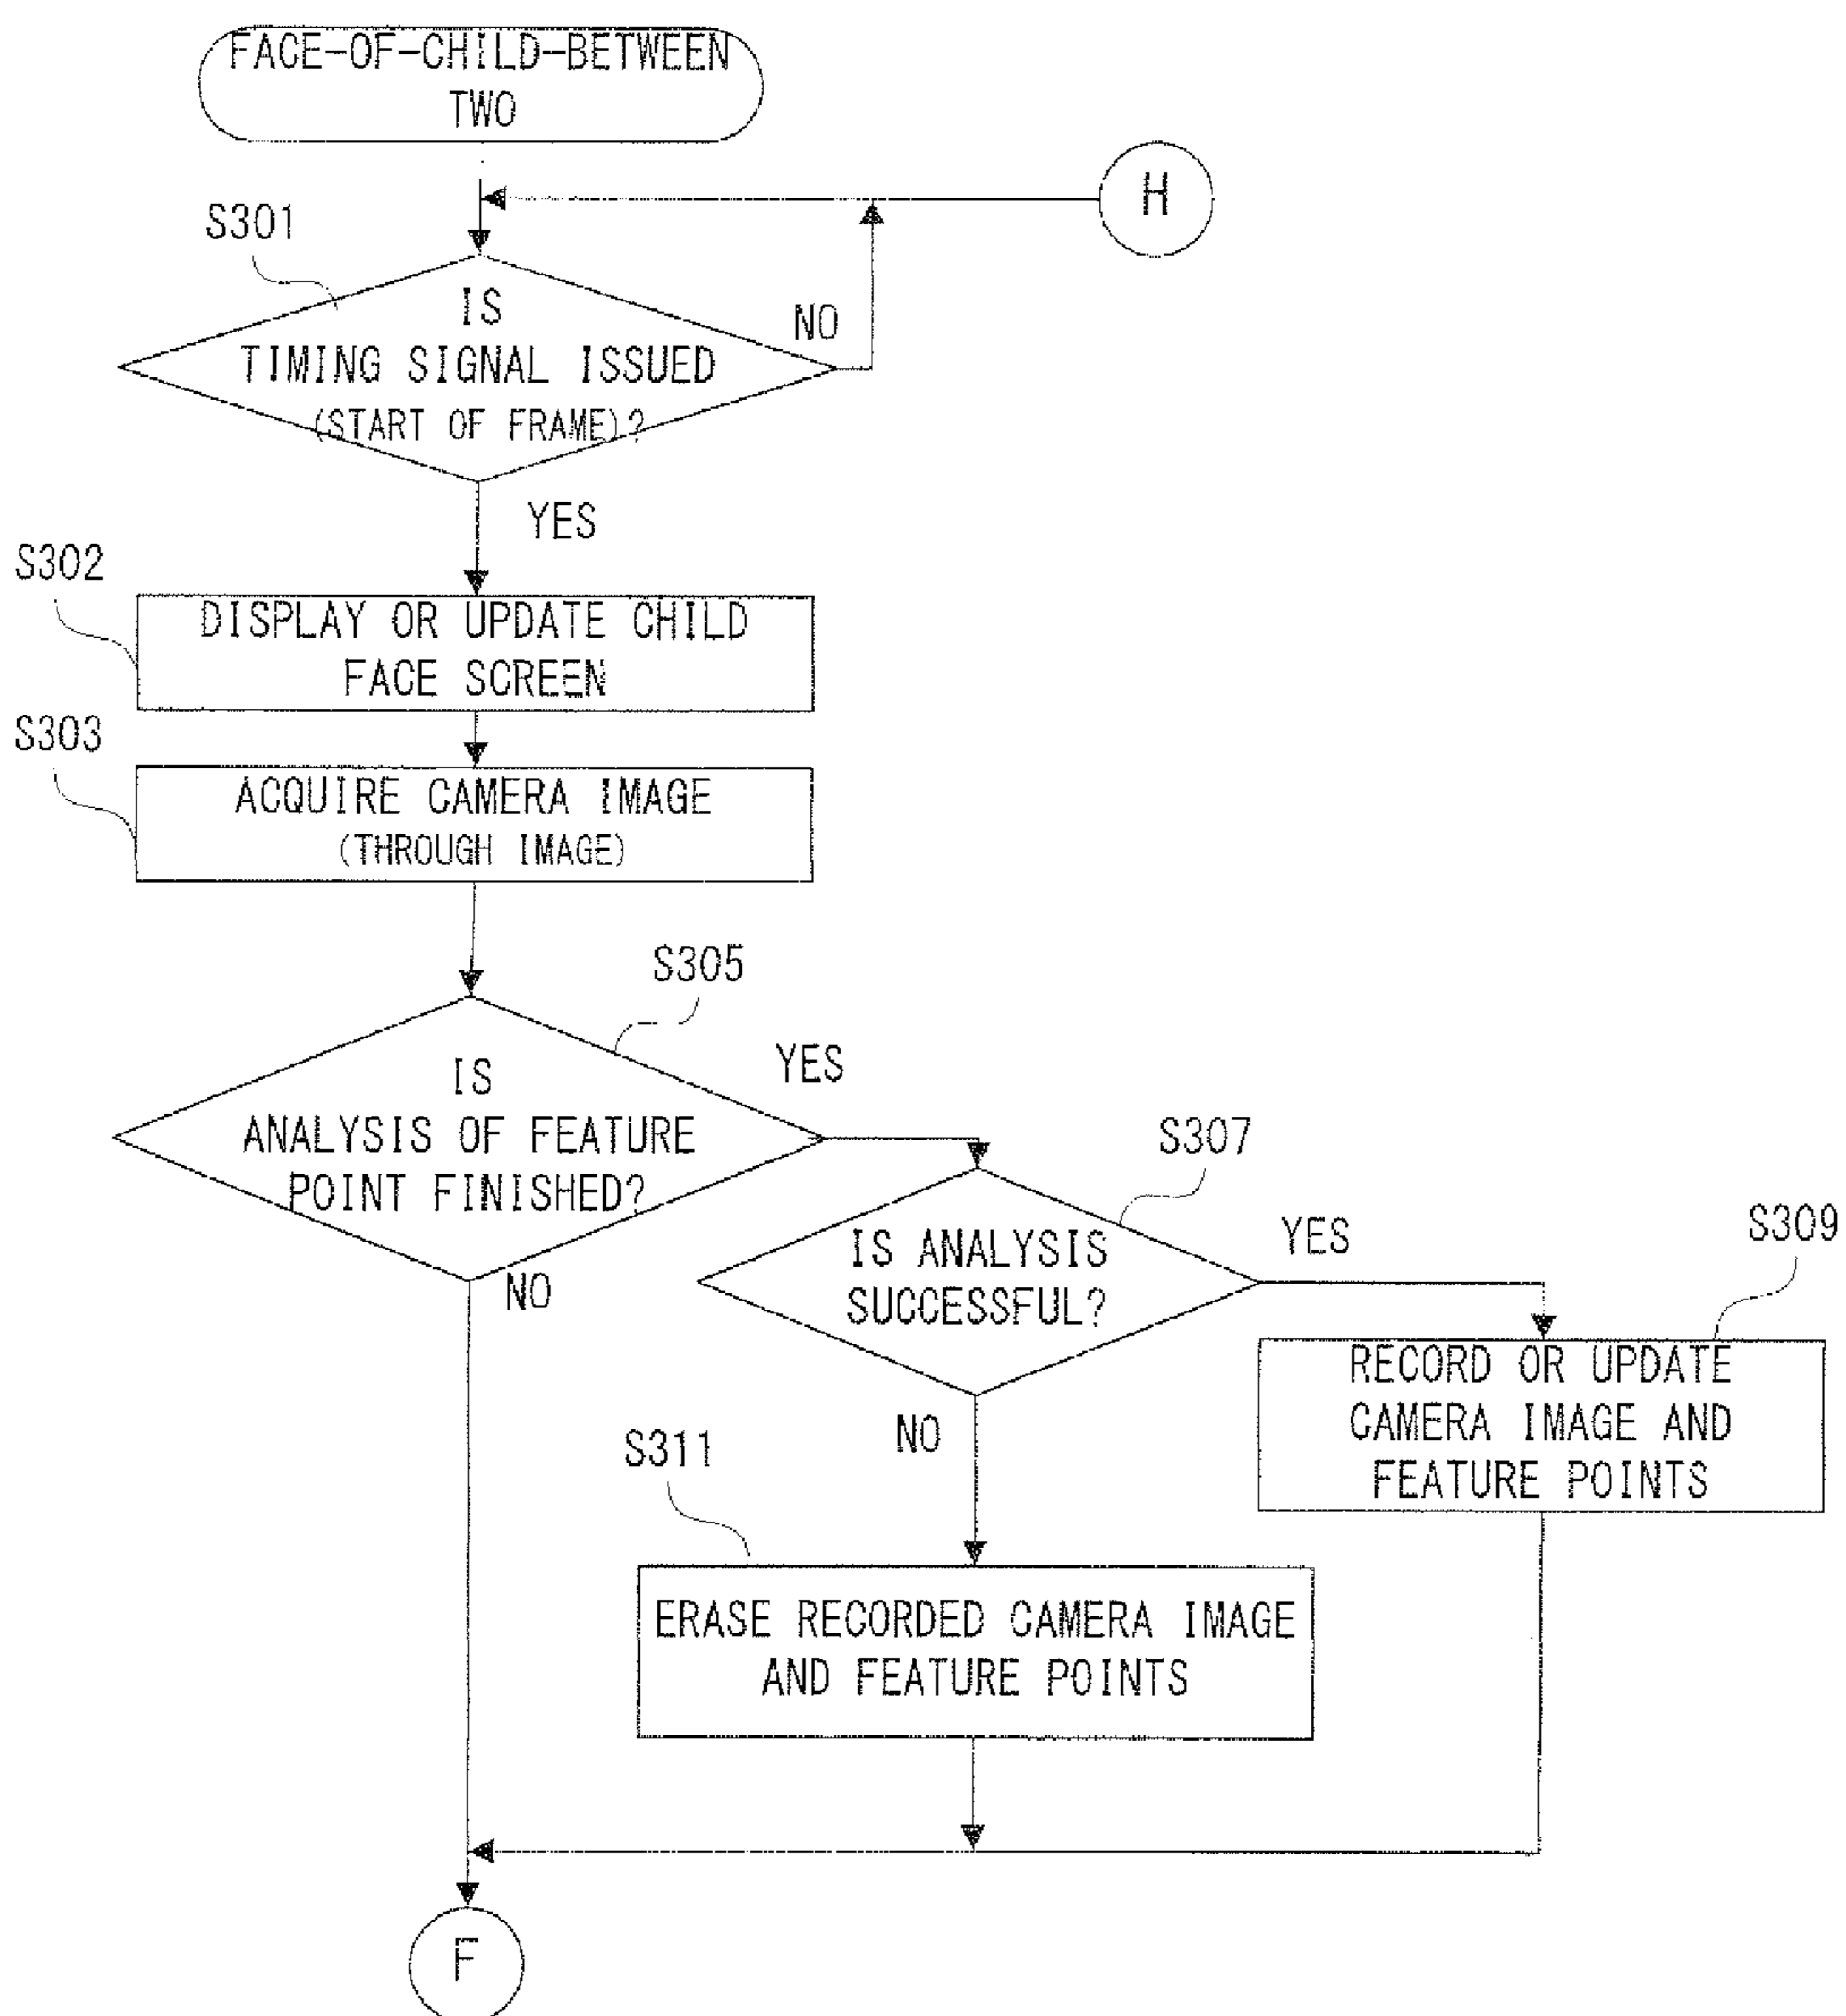 FACE-OF-CHILD-BETWEEN
TWO
H
S301
IS
TIMING SIGNAL ISSUED
(START OF FRAME)?
NO
YES
S302
DISPLAY OR UPDATE CHILD
FACE SCREEN
S303
ACQUIRE CAMERA IMAGE
(THROUGH IMAGE)
S305
IS
ANALYSIS OF FEATURE
POINT FINISHED?
YES
NO
S307
IS ANALYSIS
SUCCESSFUL?
YES
NO
S309
RECORD OR UPDATE
CAMERA IMAGE AND
FEATURE POINTS
S311
ERASE RECORDED CAMERA IMAGE
AND FEATURE POINTS
F